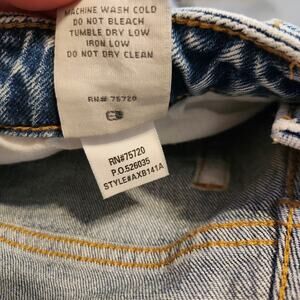 MACHINE WASH COLD
DO NOT BLEACH
TUMBLE DRY LOW
IRON LOW
DO NOT DRY CLEAN
RN# 75720
RN#75720
P.O.526035
STYLE#AXB141A